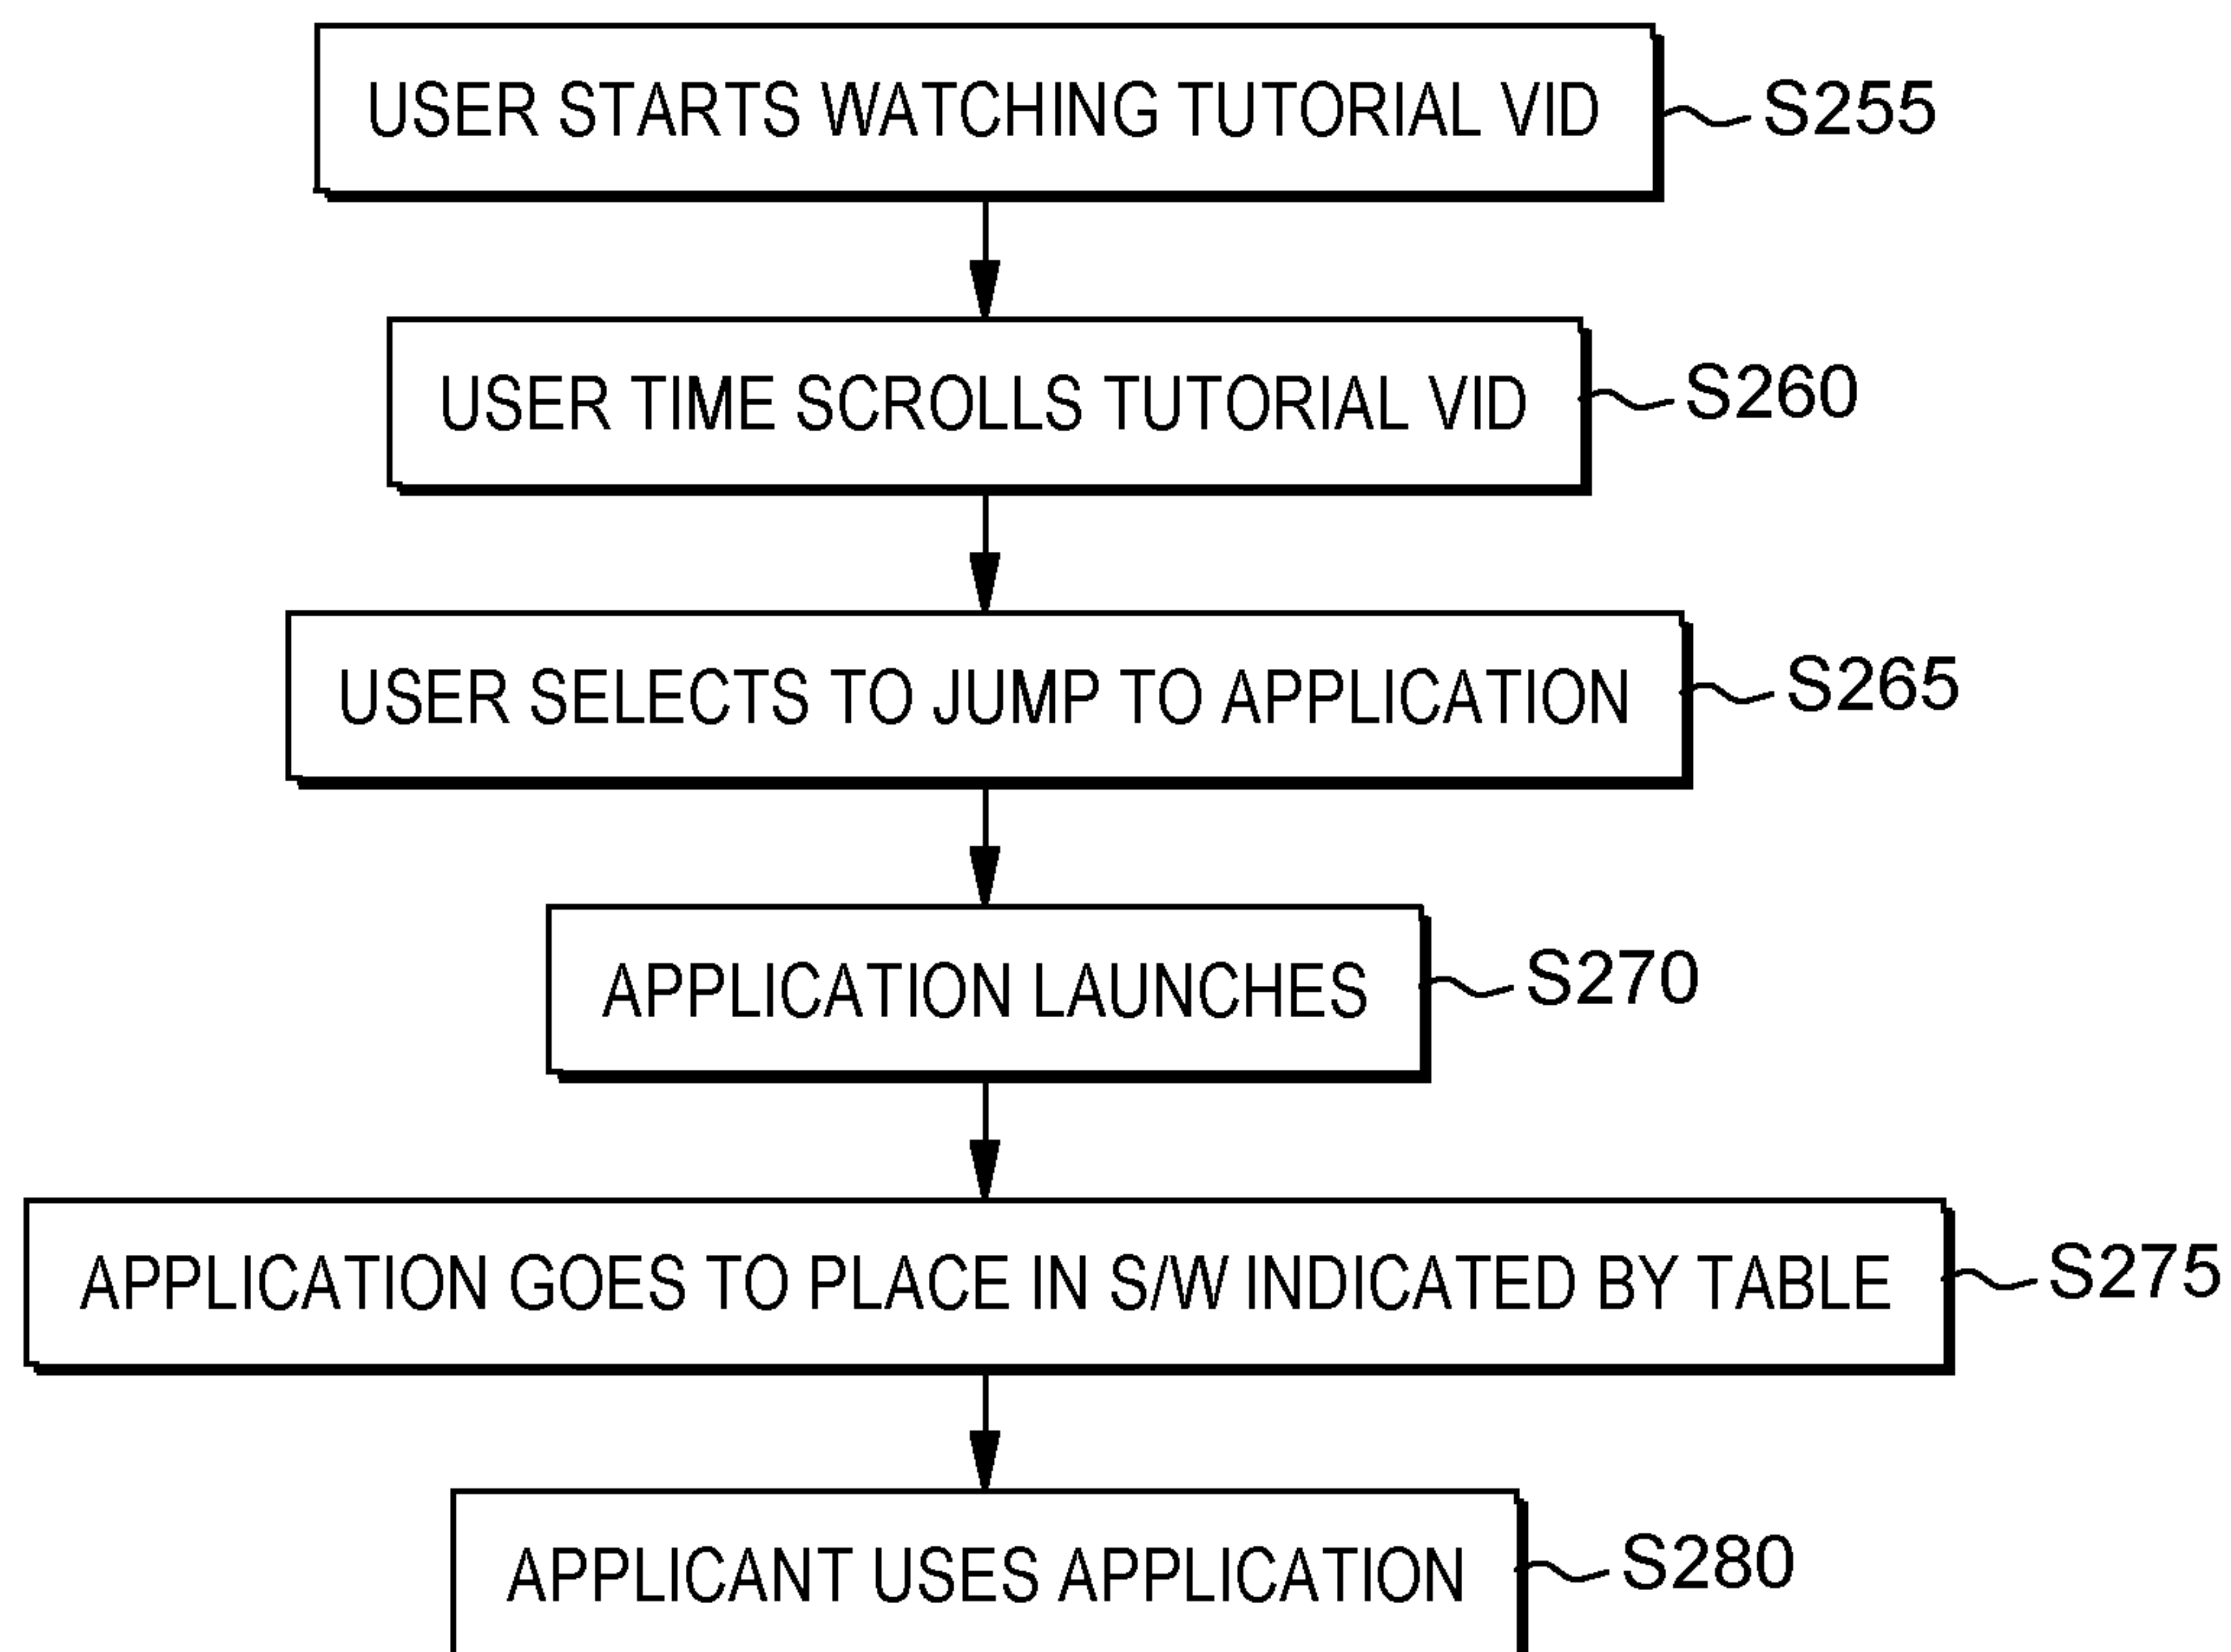 USER STARTS WATCHING TUTORIAL VID S255
USER TIME SCROLLS TUTORIAL VID S260
USER SELECTS TO JUMP TO APPLICATION S265
APPLICATION LAUNCHES S270
APPLICATION GOES TO PLACE IN S/W INDICATED BY TABLE S275
APPLICANT USES APPLICATION S280